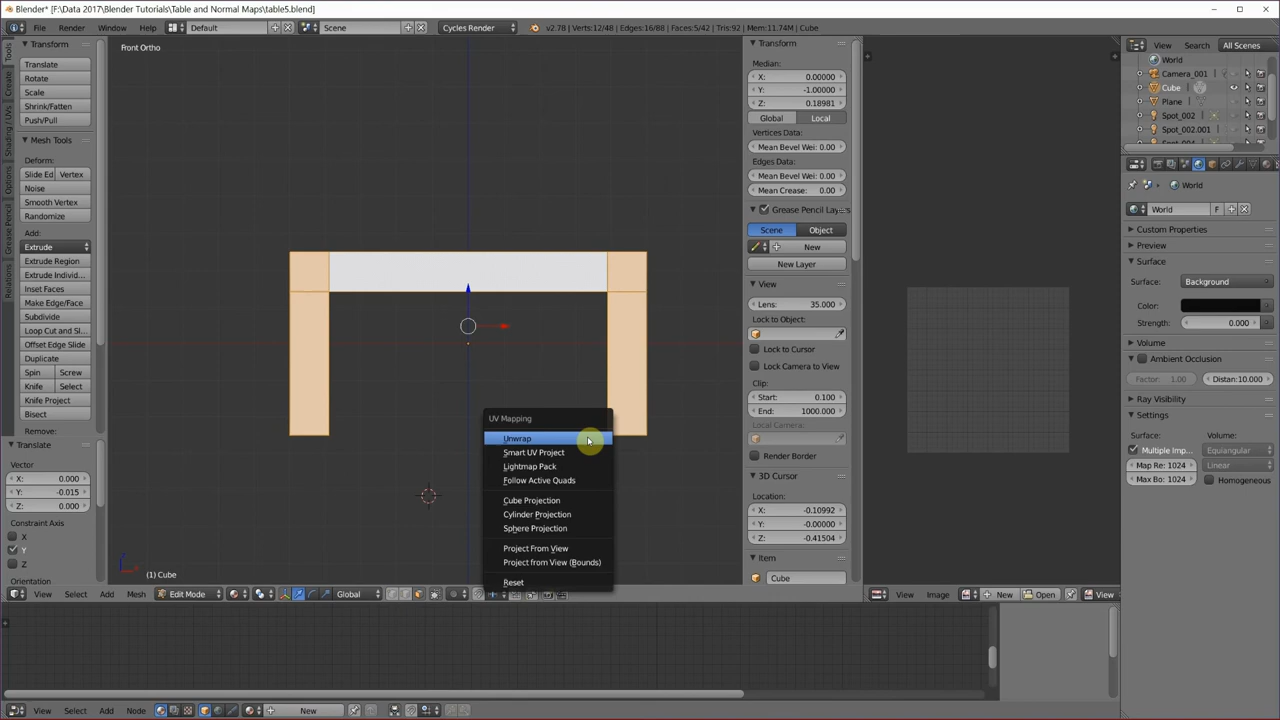 Blender* [F:\Data 2017\Blender Tutorials\Table and Normal Maps\table5.blend]
File Render Window Help Default Scene Cycles Render v2.78 | Verts:12/48 | Edges:16/88 | Faces:5/42 | Tris:92 | Mem:11.74M | Cube
Tools
Create
Shading / UVs
Options
Grease Pencil
Relations
Transform
Translate
Rotate
Scale
Shrink/Fatten
Push/Pull
Mesh Tools
Deform:
Slide Ed Vertex
Noise
Smooth Vertex
Randomize
Add:
Extrude
Extrude Region
Extrude Individ...
Inset Faces
Make Edge/Face
Subdivide
Loop Cut and Sl...
Offset Edge Slide
Duplicate
Spin Screw
Knife Select
Knife Project
Bisect
Remove:
Translate
Vector
X: 0.000
Y: -0.015
Z: 0.000
Constraint Axis
X
Y
Z
Orientation
Front Ortho
UV Mapping
Unwrap
Smart UV Project
Lightmap Pack
Follow Active Quads
Cube Projection
Cylinder Projection
Sphere Projection
Project From View
Project from View (Bounds)
Reset
(1) Cube
View Select Add Mesh Edit Mode Global
Transform
Median:
X: 0.00000
Y: -1.00000
Z: 0.18981
Global Local
Vertices Data:
Mean Bevel Wei: 0.00
Edges Data:
Mean Bevel Wei: 0.00
Mean Crease: 0.00
Grease Pencil Laye
Scene Object
New
New Layer
View
Lens: 35.000
Lock to Object:
Lock to Cursor
Lock Camera to View
Clip:
Start: 0.100
End: 1000.000
Local Camera:
Render Border
3D Cursor
Location:
X: -0.10992
Y: -0.00000
Z: -0.41504
Item
Cube
View Image New Open View
View Search All Scenes
World
Camera_001
Cube
Plane
Spot_002
Spot_002.001
World
World F
Custom Properties
Preview
Surface
Surface: Background
Color:
Strength: 0.000
Volume
Ambient Occlusion
Factor: 1.00 Distan:10.000
Ray Visibility
Settings
Surface: Volume:
Multiple Imp... Equiangular
Map Re: 1024 Linear
Max Bo: 1024 Homogeneous
View Select Add Node New